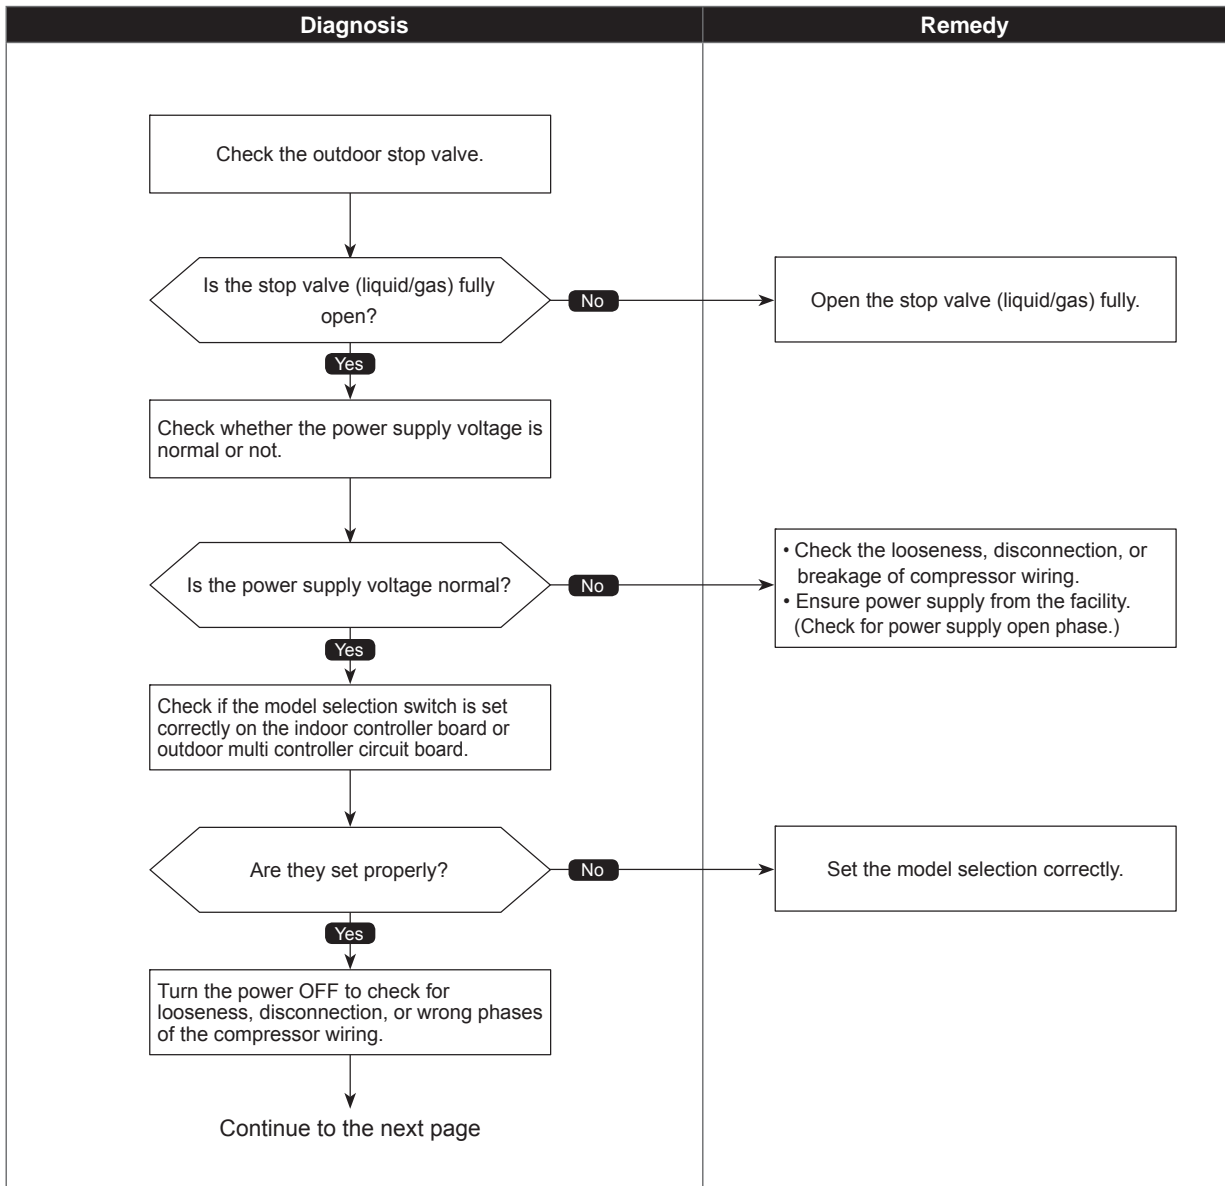 Diagnosis
Remedy
Check the outdoor stop valve.
Is the stop valve (liquid/gas) fully
open?
No
Open the stop valve (liquid/gas) fully.
Yes
Check whether the power supply voltage is
normal or not.
Is the power supply voltage normal?
No
• Check the looseness, disconnection, or
breakage of compressor wiring.
• Ensure power supply from the facility.
(Check for power supply open phase.)
Yes
Check if the model selection switch is set
correctly on the indoor controller board or
outdoor multi controller circuit board.
Are they set properly?
No
Set the model selection correctly.
Yes
Turn the power OFF to check for
looseness, disconnection, or wrong phases
of the compressor wiring.
Continue to the next page